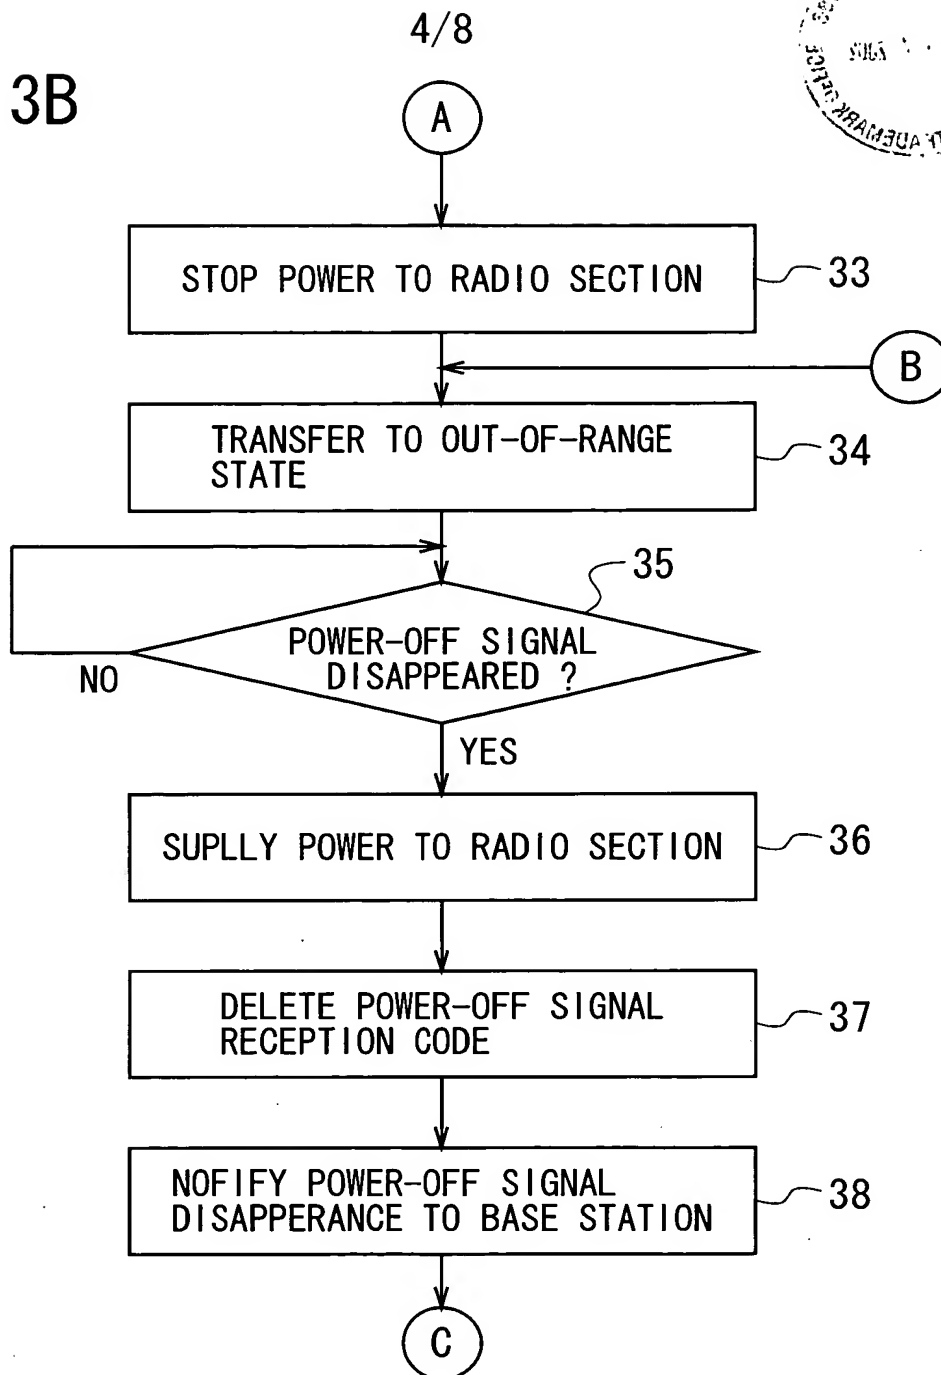 4/8
3B
A
STOP POWER TO RADIO SECTION
33
B
TRANSFER TO OUT-OF-RANGE
STATE
34
35
POWER-OFF SIGNAL
DISAPPEARED ?
NO
YES
SUPLLY POWER TO RADIO SECTION
36
DELETE POWER-OFF SIGNAL
RECEPTION CODE
37
NOFIFY POWER-OFF SIGNAL
DISAPPERANCE TO BASE STATION
38
C